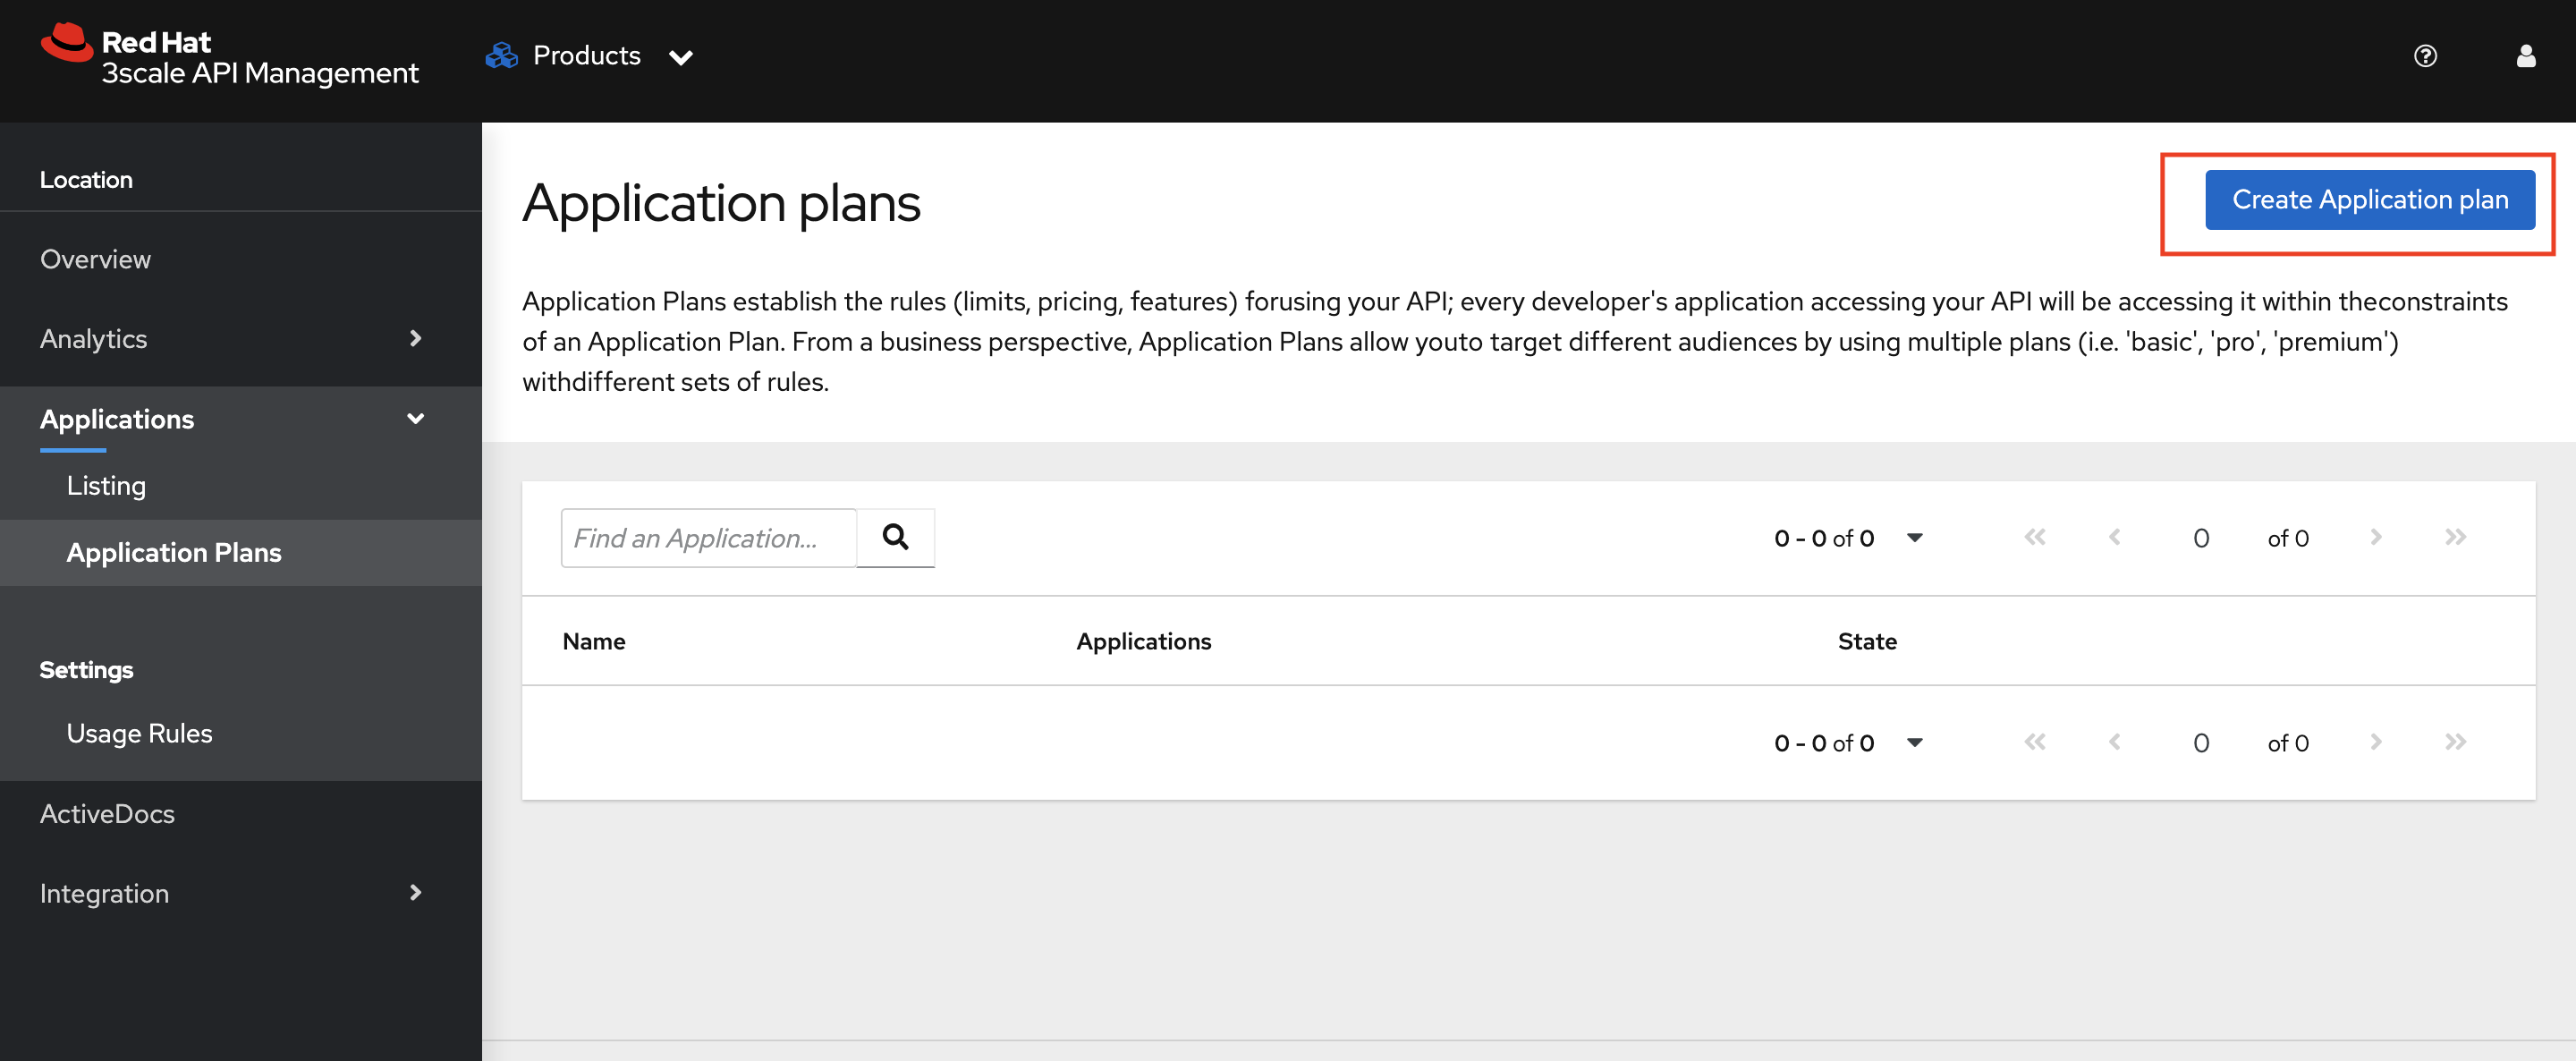 Red Hat
3scale API Management
Products
Location
Overview
Analytics
Applications
Listing
Application Plans
Settings
Usage Rules
ActiveDocs
Integration
Application plans
Create Application plan
Application Plans establish the rules (limits, pricing, features) forusing your API; every developer's application accessing your API will be accessing it within theconstraints
of an Application Plan. From a business perspective, Application Plans allow youto target different audiences by using multiple plans (i.e. 'basic', 'pro', 'premium')
withdifferent sets of rules.
Find an Application...
0 - 0 of 0
0 of 0
Name Applications State
0 - 0 of 0
0 of 0